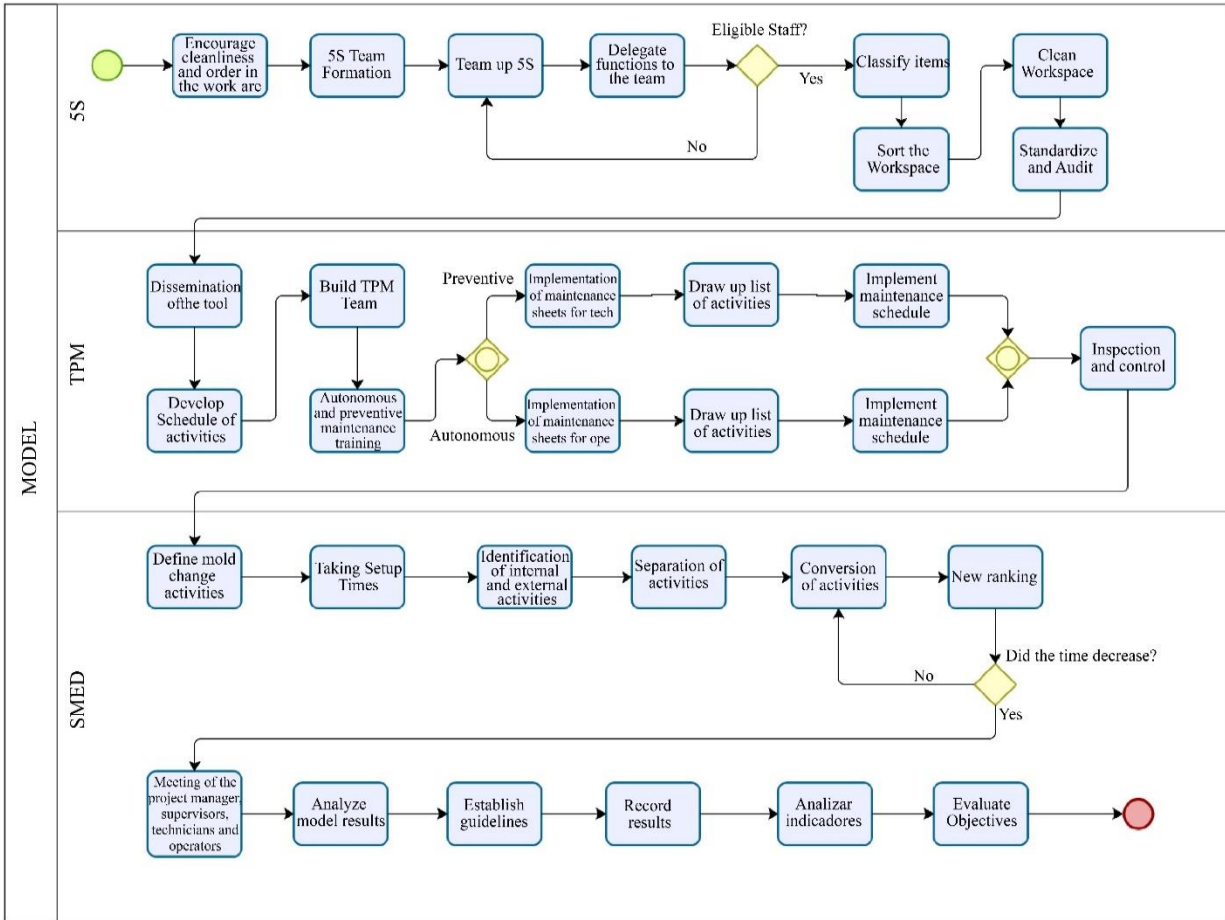 MODEL
5S
Encourage
cleanliness
and order in
the work are
5S Team
Formation
Team up 5S
Delegate
functions to
the team
Eligible Staff?
Yes
No
Classify items
Sort the
Workspace
Clean
Workspace
Standardize
and Audit
TPM
Dissemination
ofthe tool
Develop
Schedule of
activities
Build TPM
Team
Autonomous
and preventive
maintenance
training
Preventive
Autonomous
Implementation
of maintenance
sheets for tech
Draw up list
of activities
Implement
maintenance
schedule
Implementation
of maintenance
sheets for ope
Draw up list
of activities
Implement
maintenance
schedule
Inspection
and control
SMED
Define mold
change
activities
Taking Setup
Times
Identification
of internal
and external
activities
Separation of
activities
Conversion
of activities
New ranking
Did the time decrease?
No
Yes
Meeting of the
project manager,
supervisors,
technicians and
operators
Analyze
model results
Establish
guidelines
Record
results
Analizar
indicadores
Evaluate
Objectives